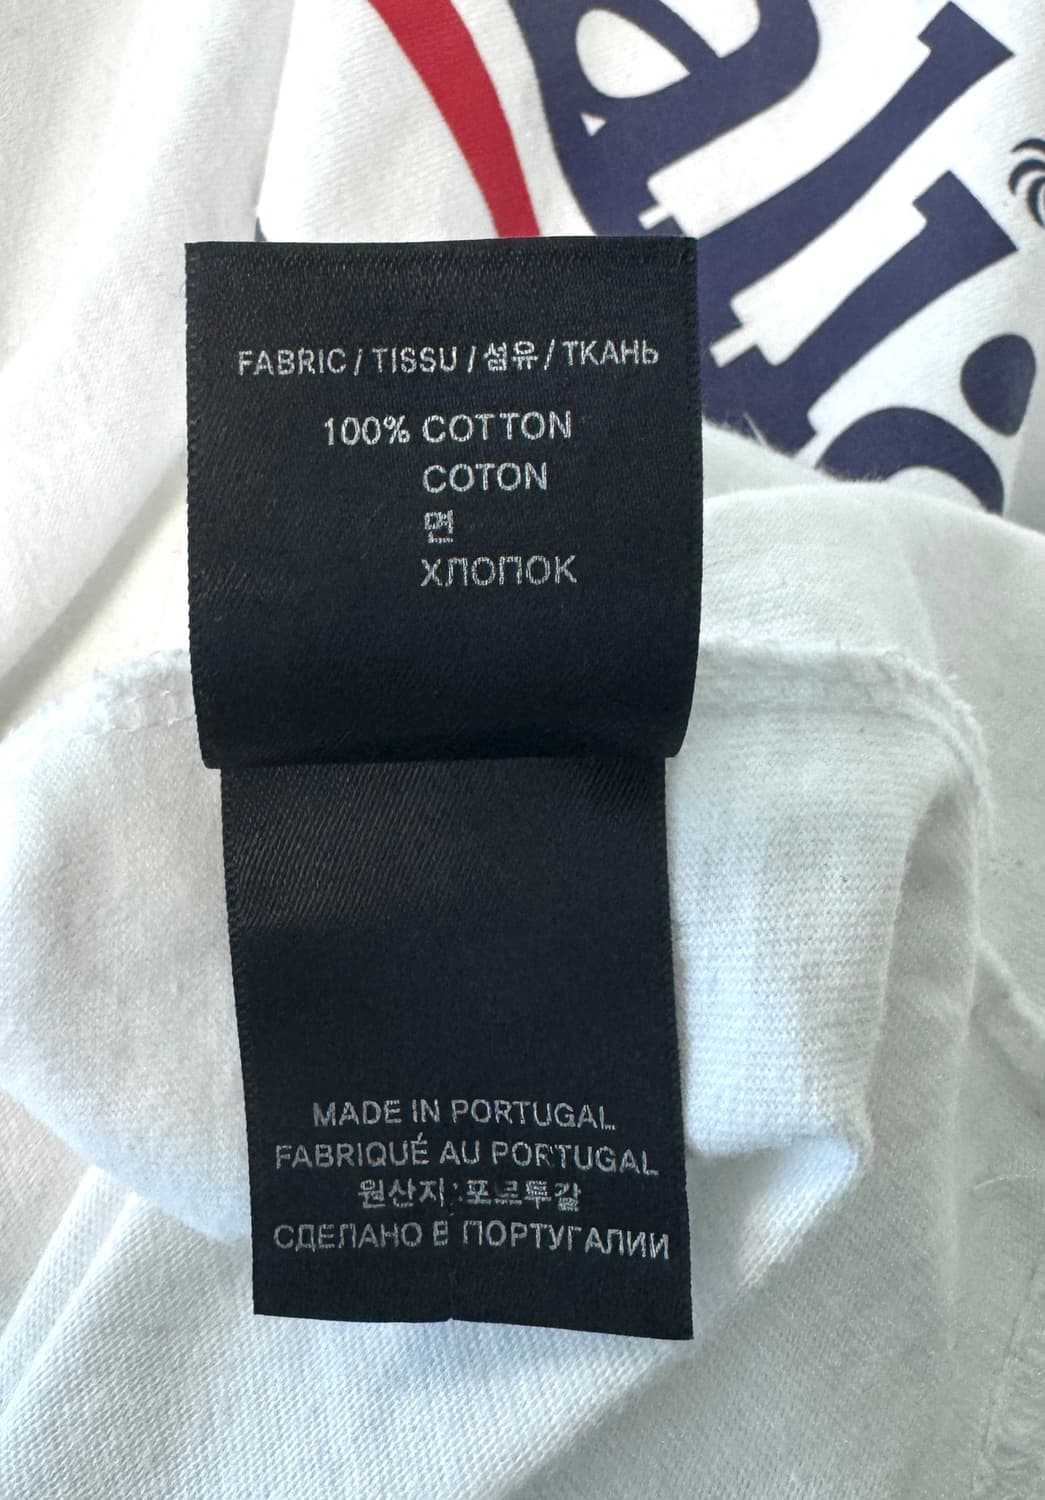 FABRIC / TISSU / 섬유 / ТКАНЬ
100% COTTON
COTON
면
ХЛОПОК
MADE IN PORTUGAL
FABRIQUÉ AU PORTUGAL
원산지:포르투갈
СДЕЛАНО В ПОРТУГАЛИИ